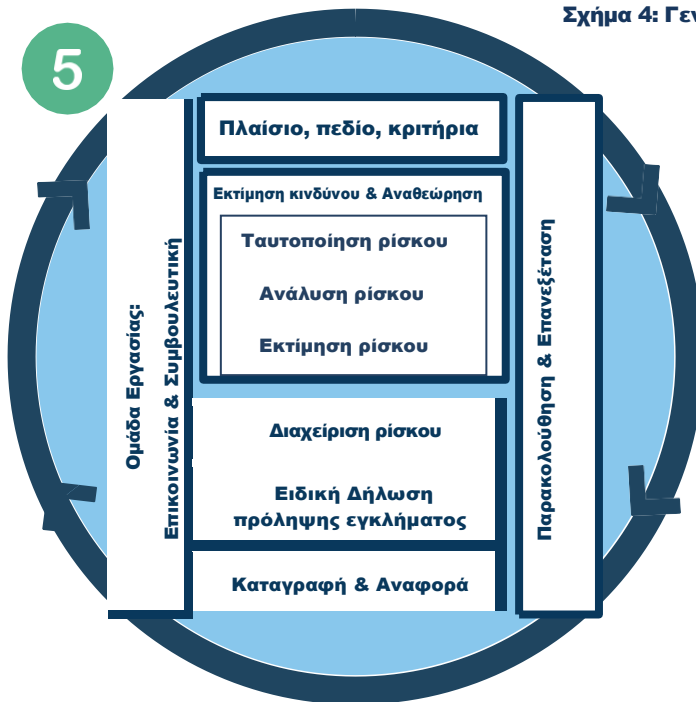 Σχήμα 4: Γεν
5
Πλαίσιο, πεδίο, κριτήρια
Εκτίμηση κινδύνου & Αναθεώρηση
Ταυτοποίηση ρίσκου
Ανάλυση ρίσκου
Εκτίμηση ρίσκου
Ομάδα Εργασίας:
Επικοινωνία & Συμβουλευτική
Παρακολούθηση & Επανεξέταση
Διαχείριση ρίσκου
Ειδική Δήλωση
πρόληψης εγκλήματος
Καταγραφή & Αναφορά